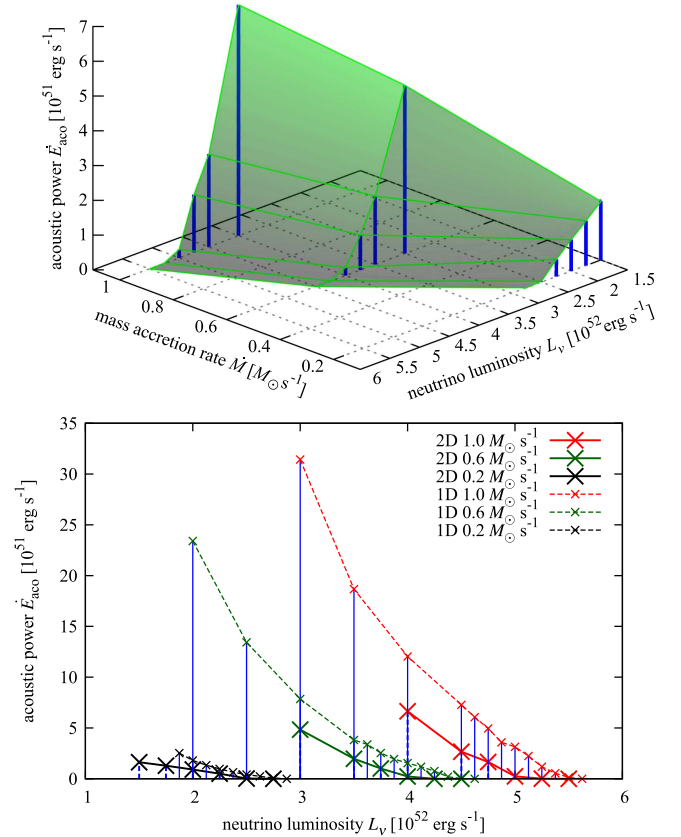 7
6
5
4
3
2
1
0
acoustic power Ėaco [10^51 erg s^-1]
1
0.8
0.6
0.4
0.2
mass accretion rate Ṁ [M⊙s^-1]
6
5.5
5
4.5
4
3.5
3
2.5
2
1.5
neutrino luminosity Lν [10^52 erg s^-1]
35
30
25
20
15
10
5
0
acoustic power Ėaco [10^51 erg s^-1]
2D 1.0 M⊙ s^-1
2D 0.6 M⊙ s^-1
2D 0.2 M⊙ s^-1
1D 1.0 M⊙ s^-1
1D 0.6 M⊙ s^-1
1D 0.2 M⊙ s^-1
1 2 3 4 5 6
neutrino luminosity Lν [10^52 erg s^-1]